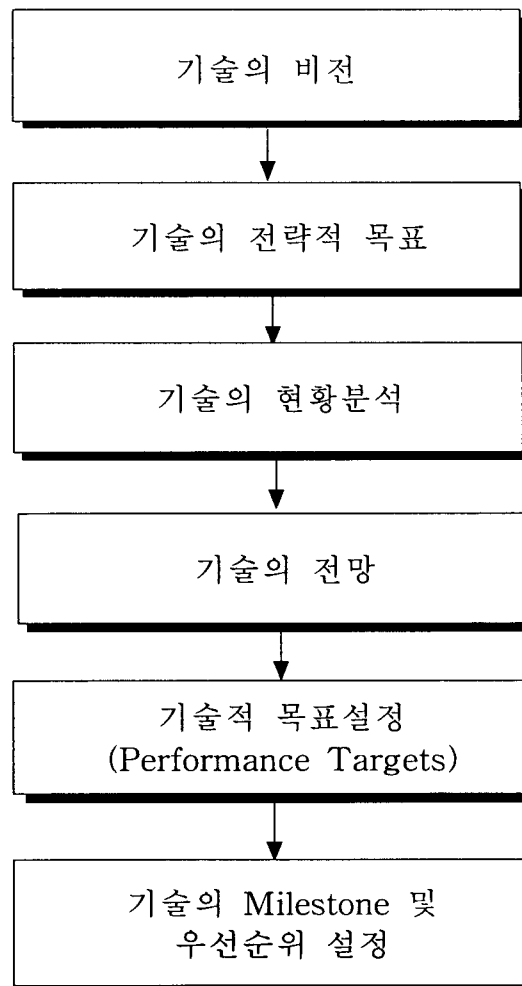 기술의 비전
기술의 전략적 목표
기술의 현황분석
기술의 전망
기술적 목표설정
(Performance Targets)
기술의 Milestone 및
우선순위 설정